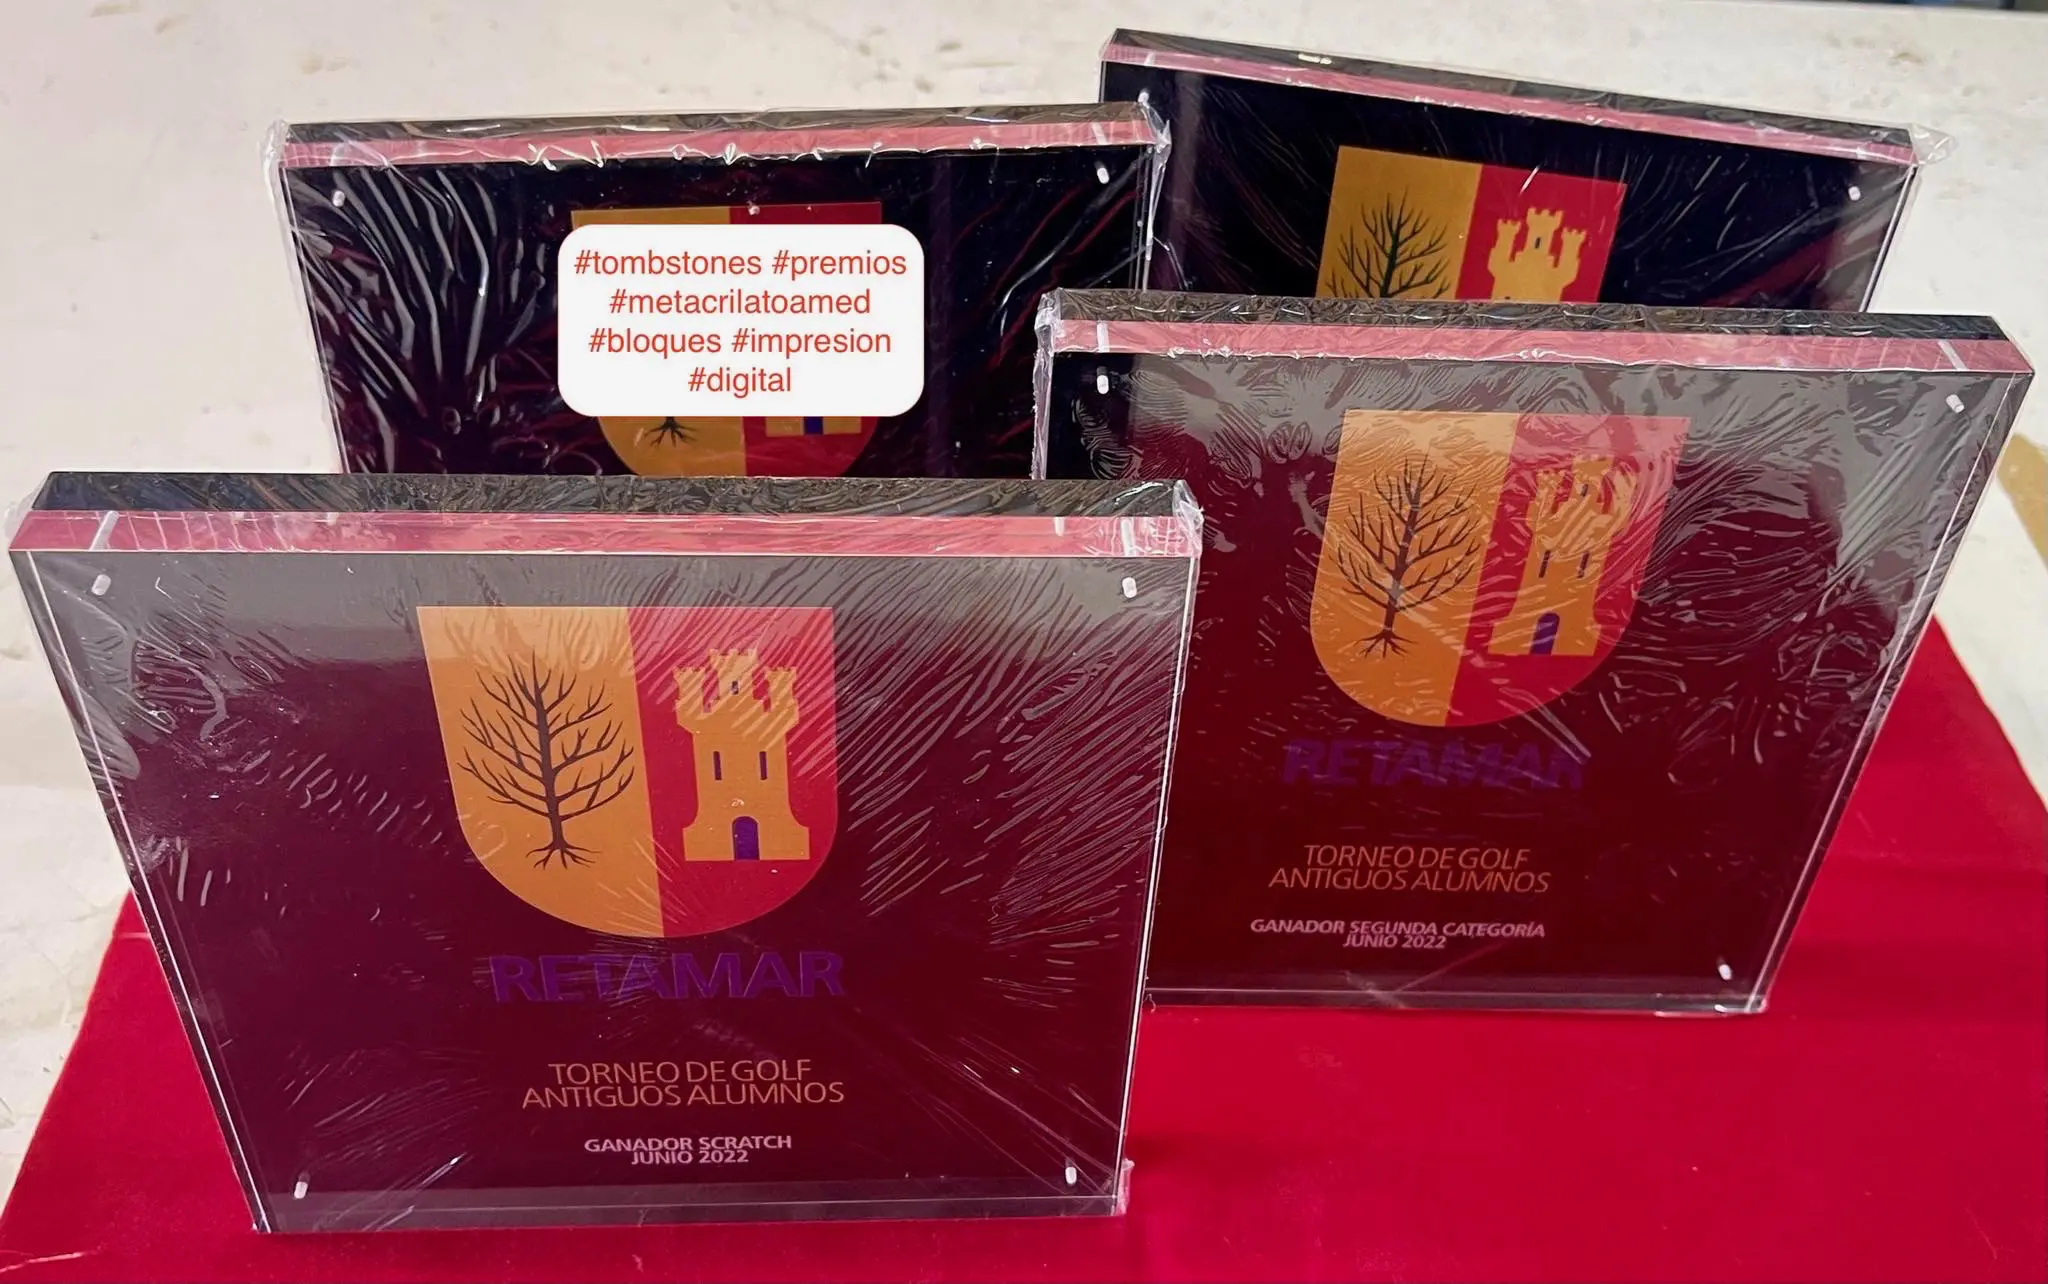 #tombstones #premios
#metacrilatoamed
#bloques #impresion
#digital
RETAMAR
TORNEO DE GOLF
ANTIGUOS ALUMNOS
GANADOR SEGUNDA CATEGORÍA
JUNIO 2022
RETAMAR
TORNEO DE GOLF
ANTIGUOS ALUMNOS
GANADOR SCRATCH
JUNIO 2022